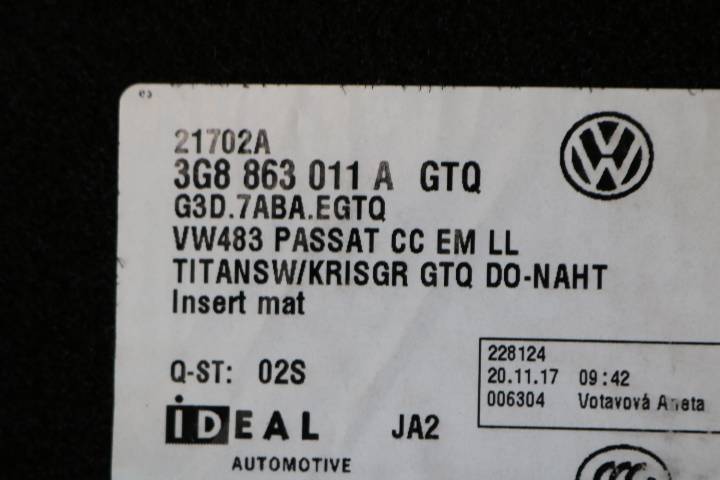 21702A
3G8 863 011 A GTQ
G3D.7ABA.EGTQ
VW483 PASSAT CC EM LL
TITANSW/KRISGR GTQ DO-NAHT
Insert mat
Q-ST: 02S
228124
20.11.17 09:42
006304 Votavová Aneta
iDEAL JA2
AUTOMOTIVE